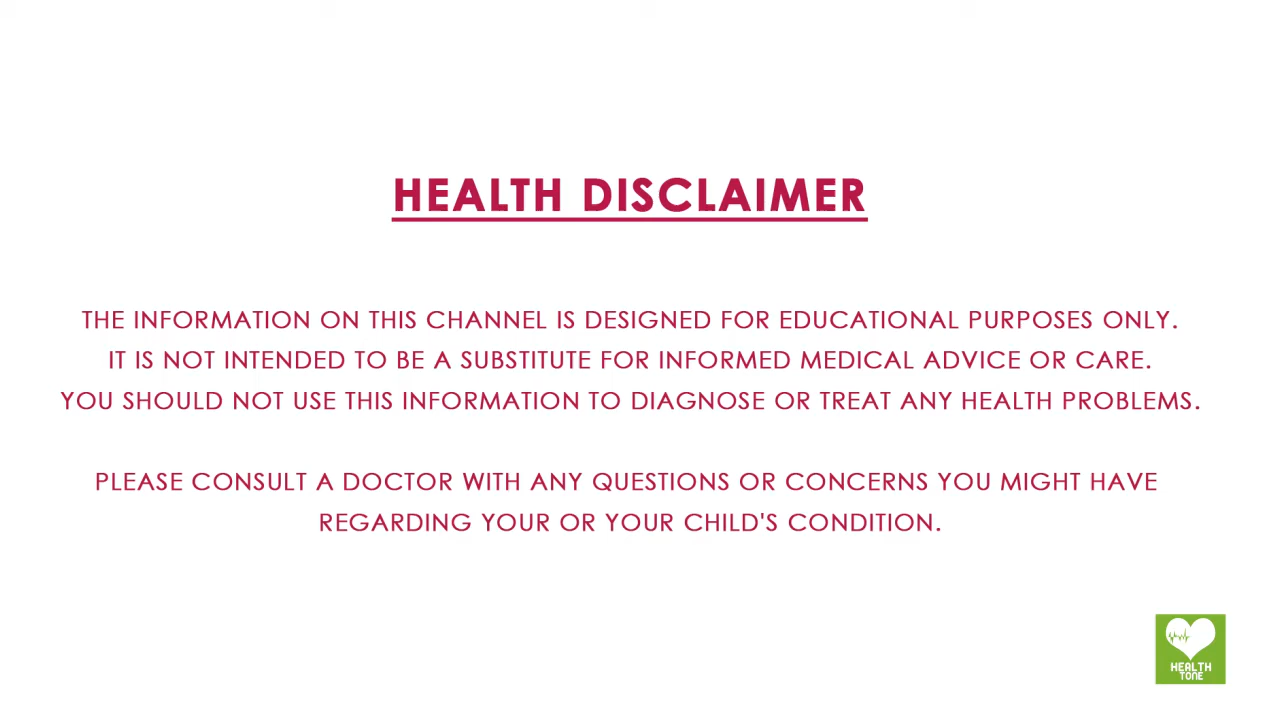 HEALTH DISCLAIMER
THE INFORMATION ON THIS CHANNEL IS DESIGNED FOR EDUCATIONAL PURPOSES ONLY.
IT IS NOT INTENDED TO BE A SUBSTITUTE FOR INFORMED MEDICAL ADVICE OR CARE.
YOU SHOULD NOT USE THIS INFORMATION TO DIAGNOSE OR TREAT ANY HEALTH PROBLEMS.
PLEASE CONSULT A DOCTOR WITH ANY QUESTIONS OR CONCERNS YOU MIGHT HAVE
REGARDING YOUR OR YOUR CHILD'S CONDITION.
HEALTH
TONE